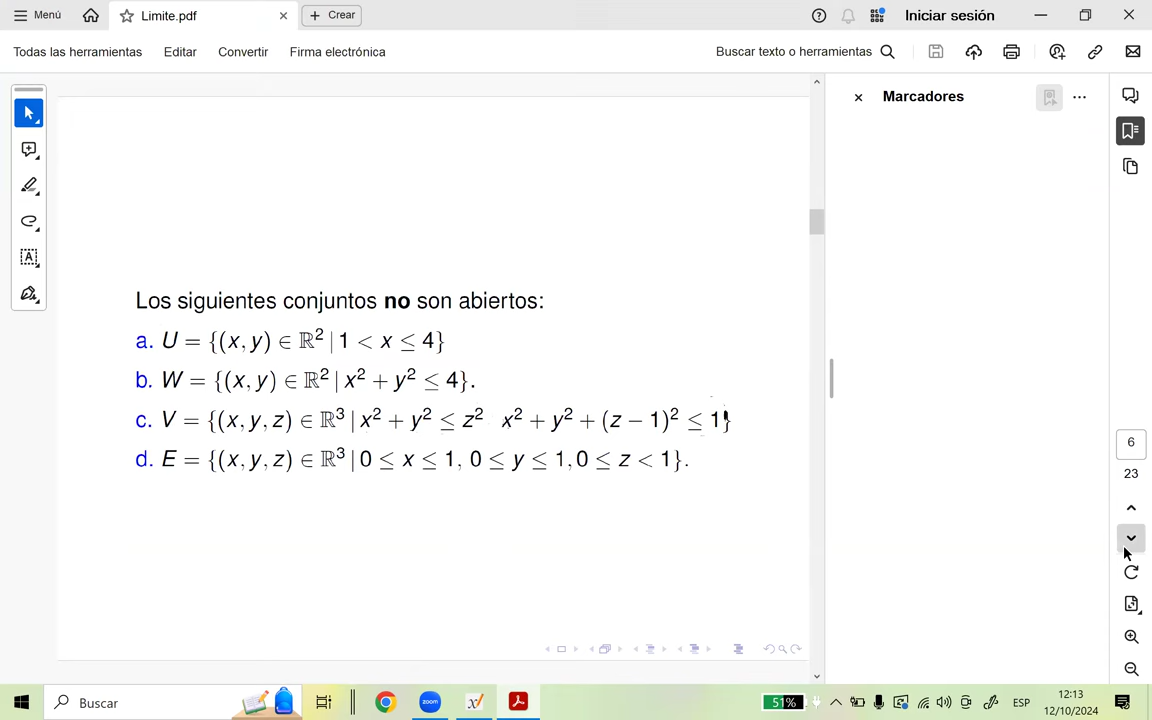 Menú
Limite.pdf
Crear
Iniciar sesión
Todas las herramientas
Editar
Convertir
Firma electrónica
Buscar texto o herramientas
Marcadores
Los siguientes conjuntos no son abiertos:
a. U = {(x, y) ∈ ℝ² | 1 < x ≤ 4}
b. W = {(x, y) ∈ ℝ² | x² + y² ≤ 4}.
c. V = {(x, y, z) ∈ ℝ³ | x² + y² ≤ z² x² + y² + (z − 1)² ≤ 1}
d. E = {(x, y, z) ∈ ℝ³ | 0 ≤ x ≤ 1, 0 ≤ y ≤ 1, 0 ≤ z < 1}.
6
23
Buscar
zoom
51%
ESP
12:13
12/10/2024